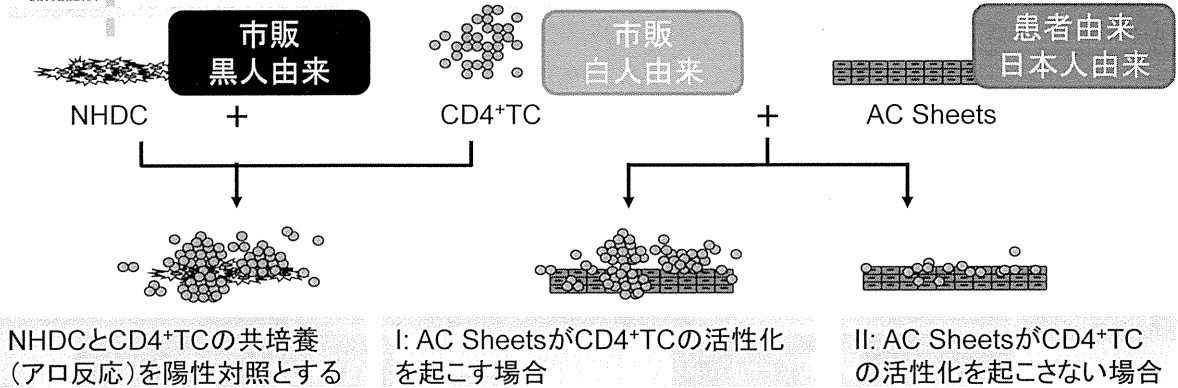 市販
黒人由来
市販
白人由来
患者由来
日本人由来
NHDC + CD4⁺TC + AC Sheets
NHDCとCD4⁺TCの共培養
(アロ反応)を陽性対照とする
I: AC SheetsがCD4⁺TCの活性化
を起こす場合
II: AC SheetsがCD4⁺TC
の活性化を起こさない場合